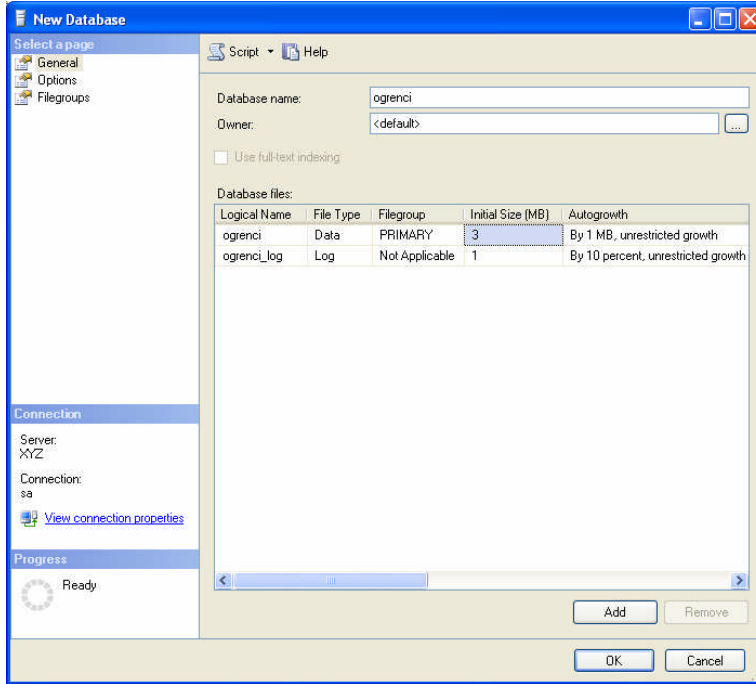 New Database
Select a page
General
Options
Filegroups
Script Help
Database name: ogrenci
Owner: <default> ...
Use full-text indexing
Database files:
Logical Name File Type Filegroup Initial Size (MB) Autogrowth
ogrenci Data PRIMARY 3 By 1 MB, unrestricted growth
ogrenci_log Log Not Applicable 1 By 10 percent, unrestricted growth
Connection
Server:
XYZ
Connection:
sa
View connection properties
Progress
Ready
Add Remove
OK Cancel